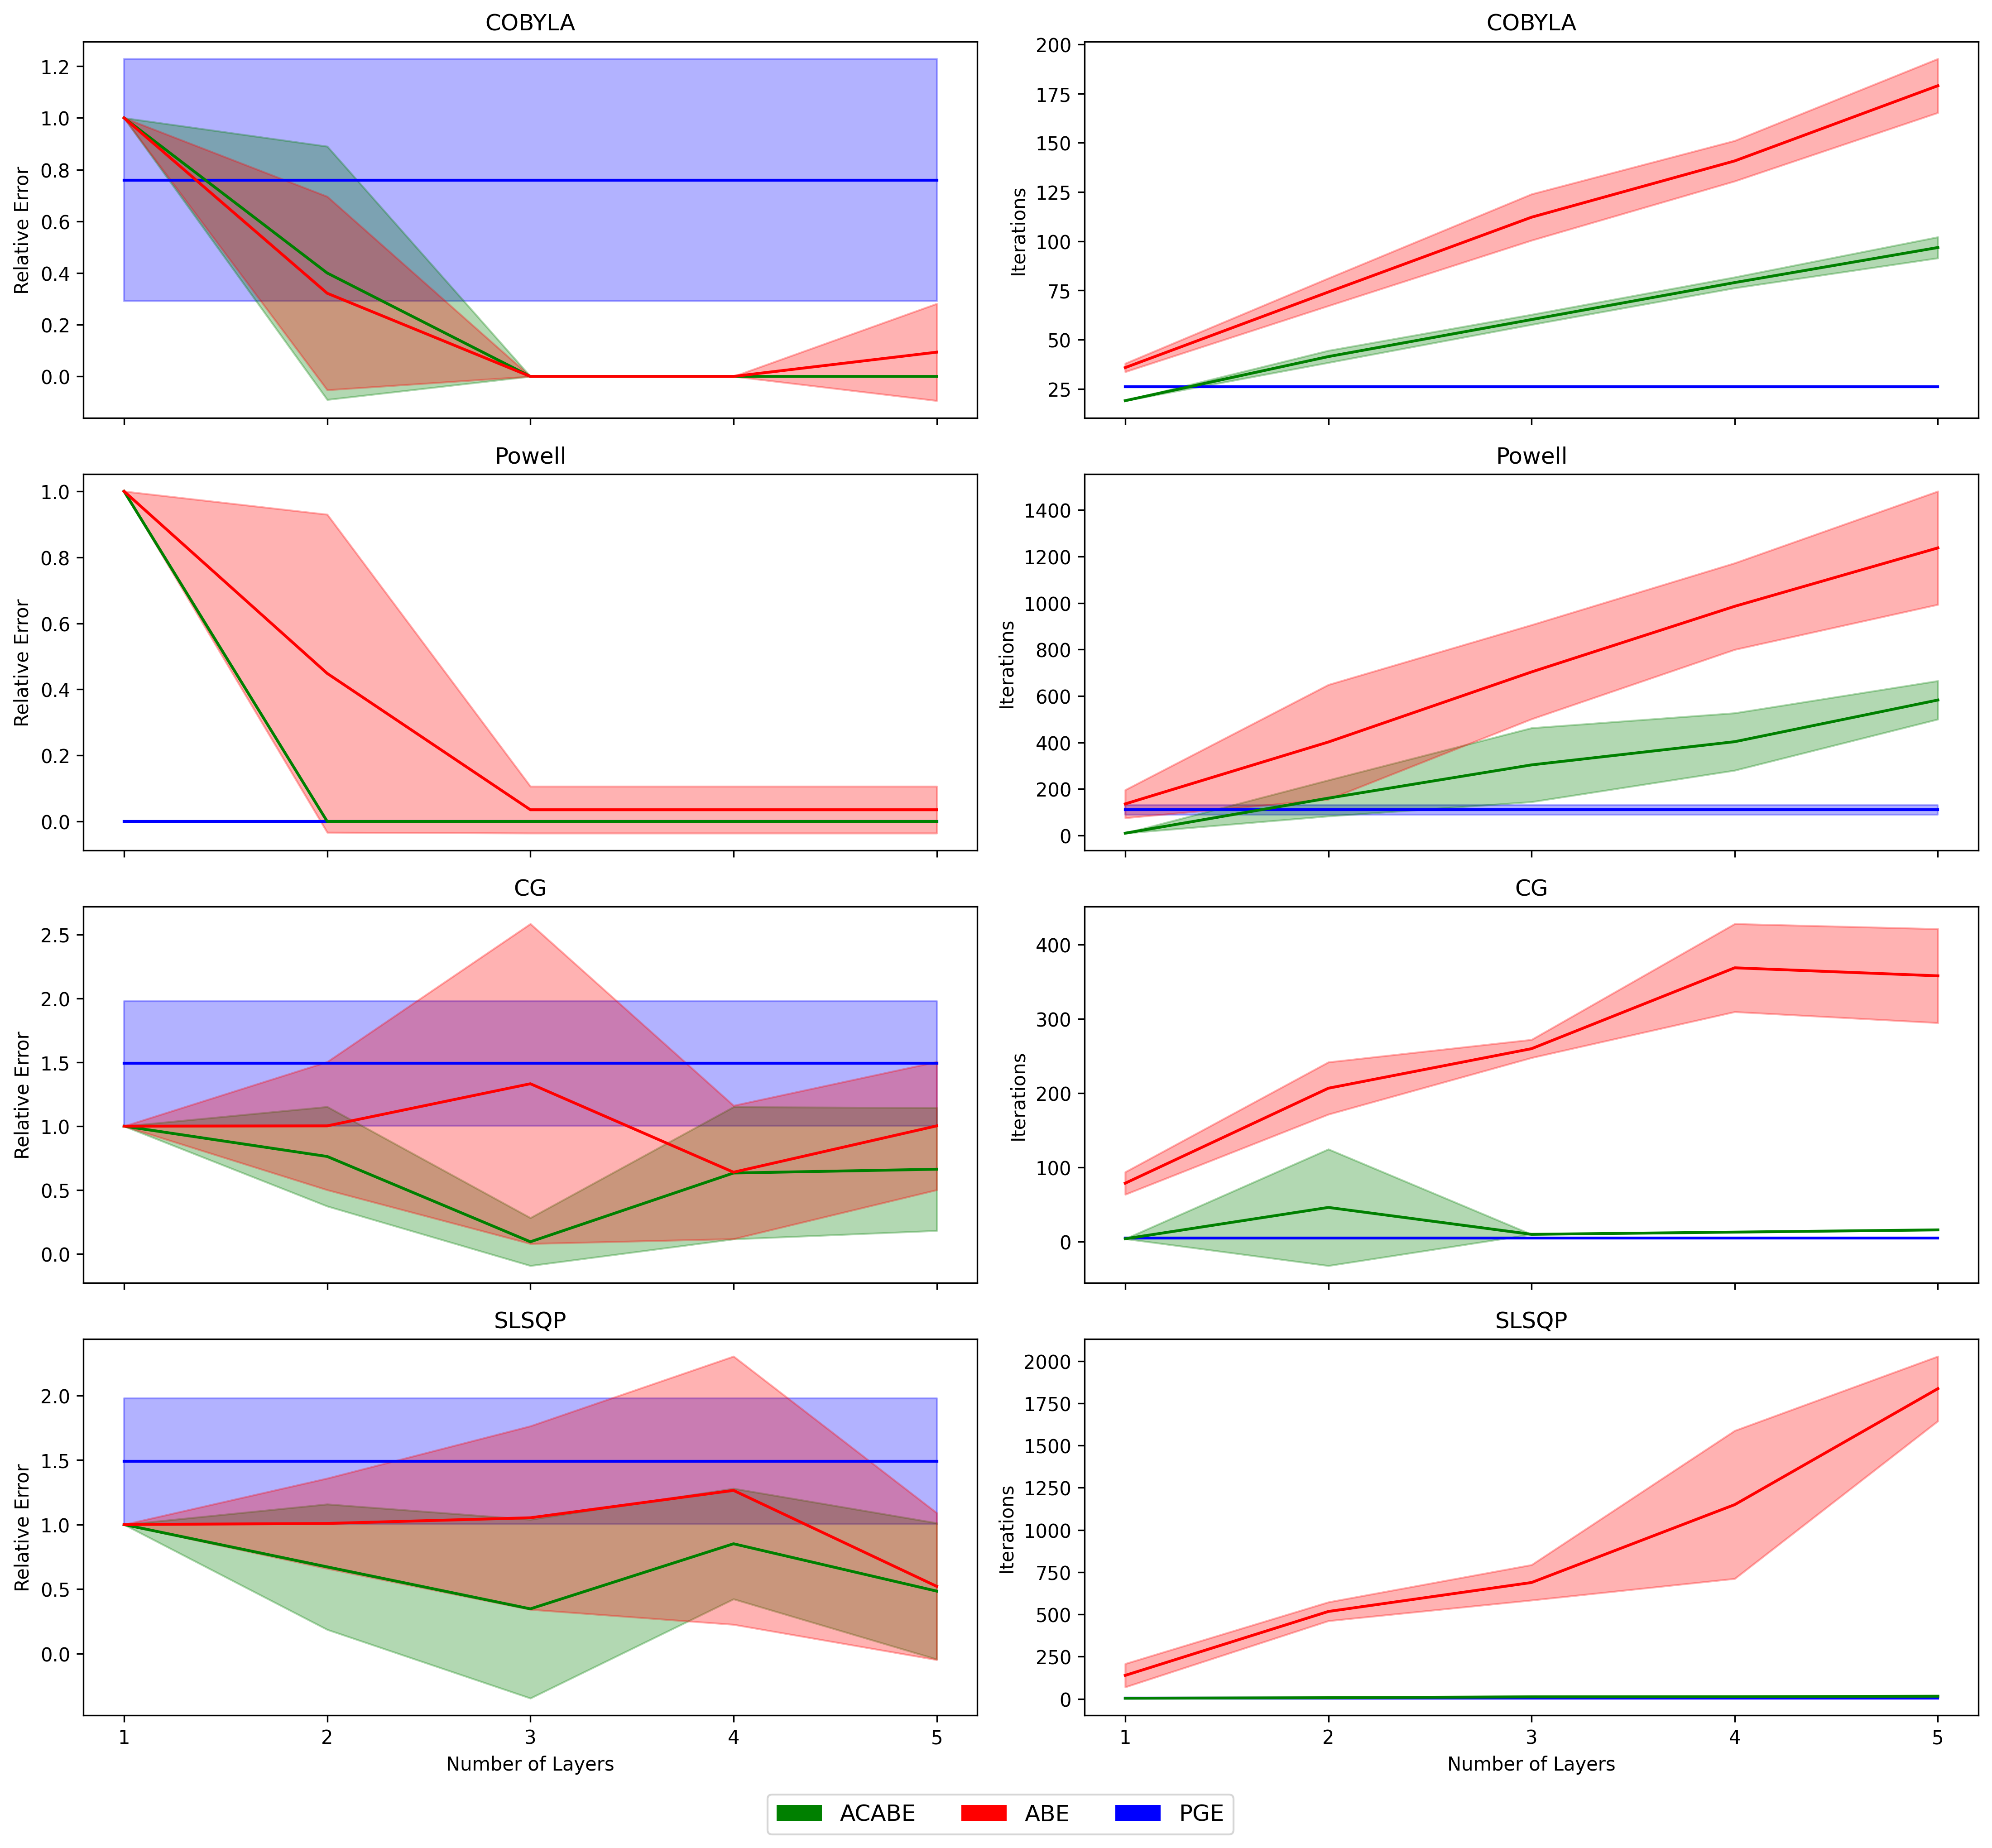 COBYLA
COBYLA
Relative Error
1.2
1.0
0.8
0.6
0.4
0.2
0.0
Iterations
200
175
150
125
100
75
50
25
Powell
Powell
Relative Error
1.0
0.8
0.6
0.4
0.2
0.0
Iterations
1400
1200
1000
800
600
400
200
0
CG
CG
Relative Error
2.5
2.0
1.5
1.0
0.5
0.0
Iterations
400
300
200
100
0
SLSQP
SLSQP
Relative Error
2.0
1.5
1.0
0.5
0.0
Iterations
2000
1750
1500
1250
1000
750
500
250
0
1 2 3 4 5
Number of Layers
1 2 3 4 5
Number of Layers
ACABE ABE PGE